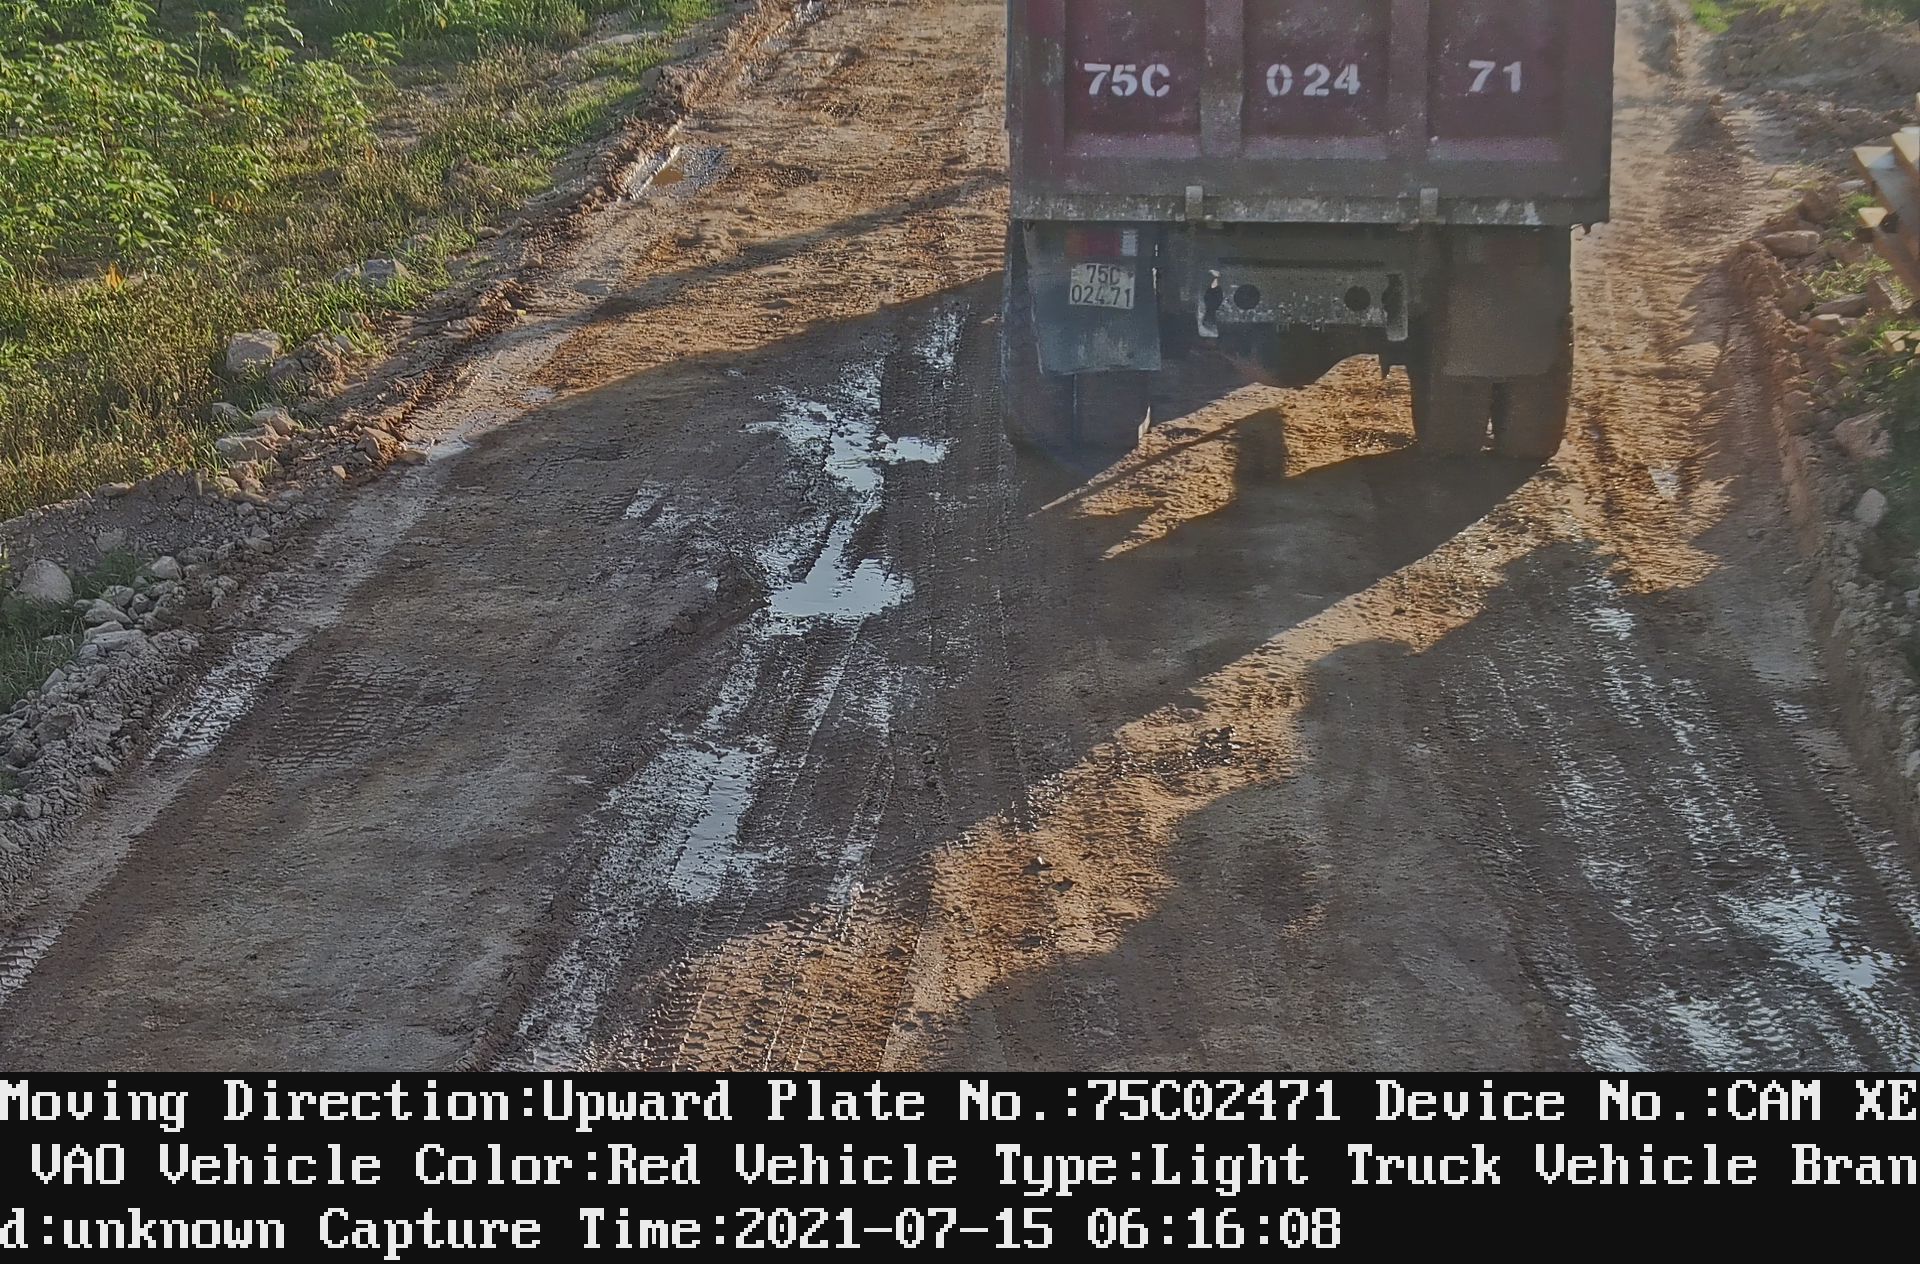 75C 024 71
75C
024.71
Moving Direction:Upward Plate No.:75C02471 Device No.:CAM XE
VAO Vehicle Color:Red Vehicle Type:Light Truck Vehicle Bran
d:unknown Capture Time:2021-07-15 06:16:08